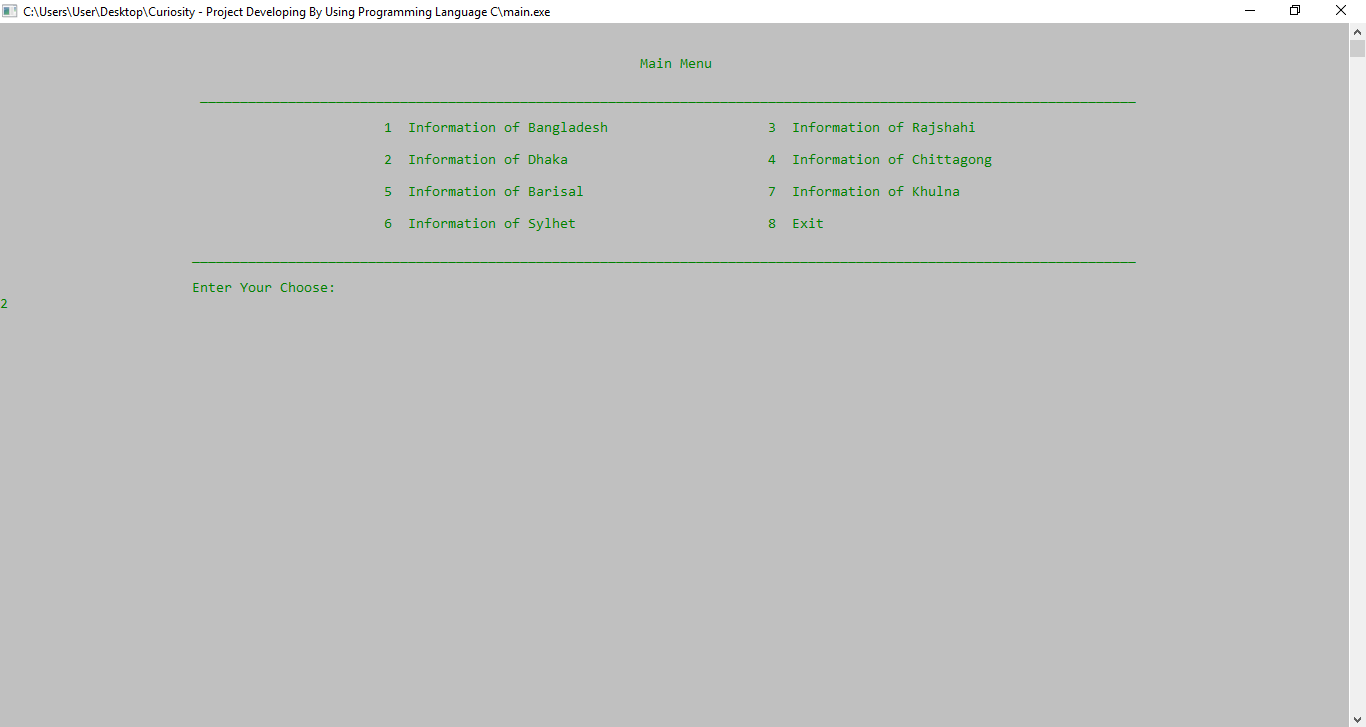 C:\Users\User\Desktop\Curiosity - Project Developing By Using Programming Language C\main.exe
Main Menu
1 Information of Bangladesh 3 Information of Rajshahi
2 Information of Dhaka 4 Information of Chittagong
5 Information of Barisal 7 Information of Khulna
6 Information of Sylhet 8 Exit
Enter Your Choose:
2